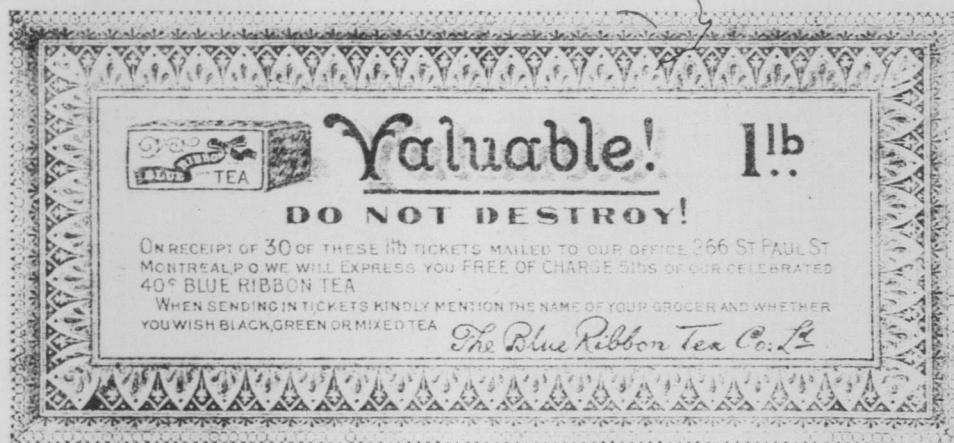 Valuable! 1lb
BLUE RIBBON TEA
DO NOT DESTROY!
ON RECEIPT OF 30 OF THESE 1lb TICKETS MAILED TO OUR OFFICE 266 ST PAUL ST
MONTREAL, P.Q. WE WILL EXPRESS YOU FREE OF CHARGE 5lbs OF OUR CELEBRATED
40¢ BLUE RIBBON TEA
WHEN SENDING IN TICKETS KINDLY MENTION THE NAME OF YOUR GROCER AND WHETHER
YOU WISH BLACK, GREEN OR MIXED TEA
The Blue Ribbon Tea Co: Lt